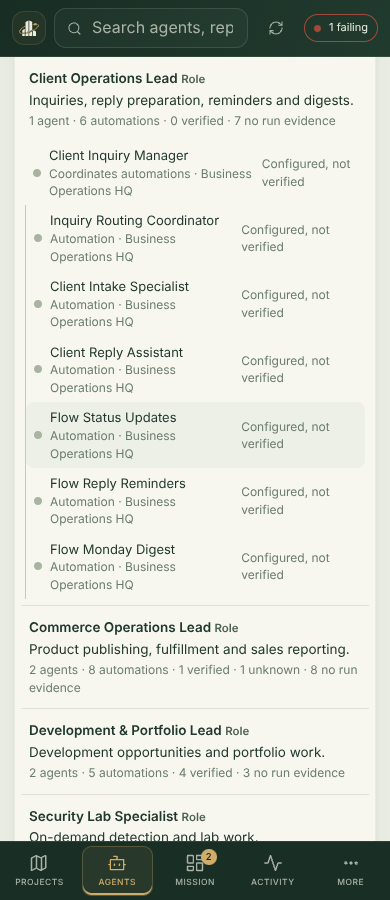 Search agents, rep
1 failing
Client Operations Lead Role
Inquiries, reply preparation, reminders and digests.
1 agent · 6 automations · 0 verified · 7 no run evidence
Client Inquiry Manager
Coordinates automations · Business
Operations HQ
Configured, not
verified
Inquiry Routing Coordinator
Automation · Business
Operations HQ
Configured, not
verified
Client Intake Specialist
Automation · Business
Operations HQ
Configured, not
verified
Client Reply Assistant
Automation · Business
Operations HQ
Configured, not
verified
Flow Status Updates
Automation · Business
Operations HQ
Configured, not
verified
Flow Reply Reminders
Automation · Business
Operations HQ
Configured, not
verified
Flow Monday Digest
Automation · Business
Operations HQ
Configured, not
verified
Commerce Operations Lead Role
Product publishing, fulfillment and sales reporting.
2 agents · 8 automations · 1 verified · 1 unknown · 8 no run
evidence
Development & Portfolio Lead Role
Development opportunities and portfolio work.
2 agents · 5 automations · 4 verified · 3 no run evidence
Security Lab Specialist Role
On-demand detection and lab work.
2
PROJECTS
AGENTS
MISSION
ACTIVITY
MORE